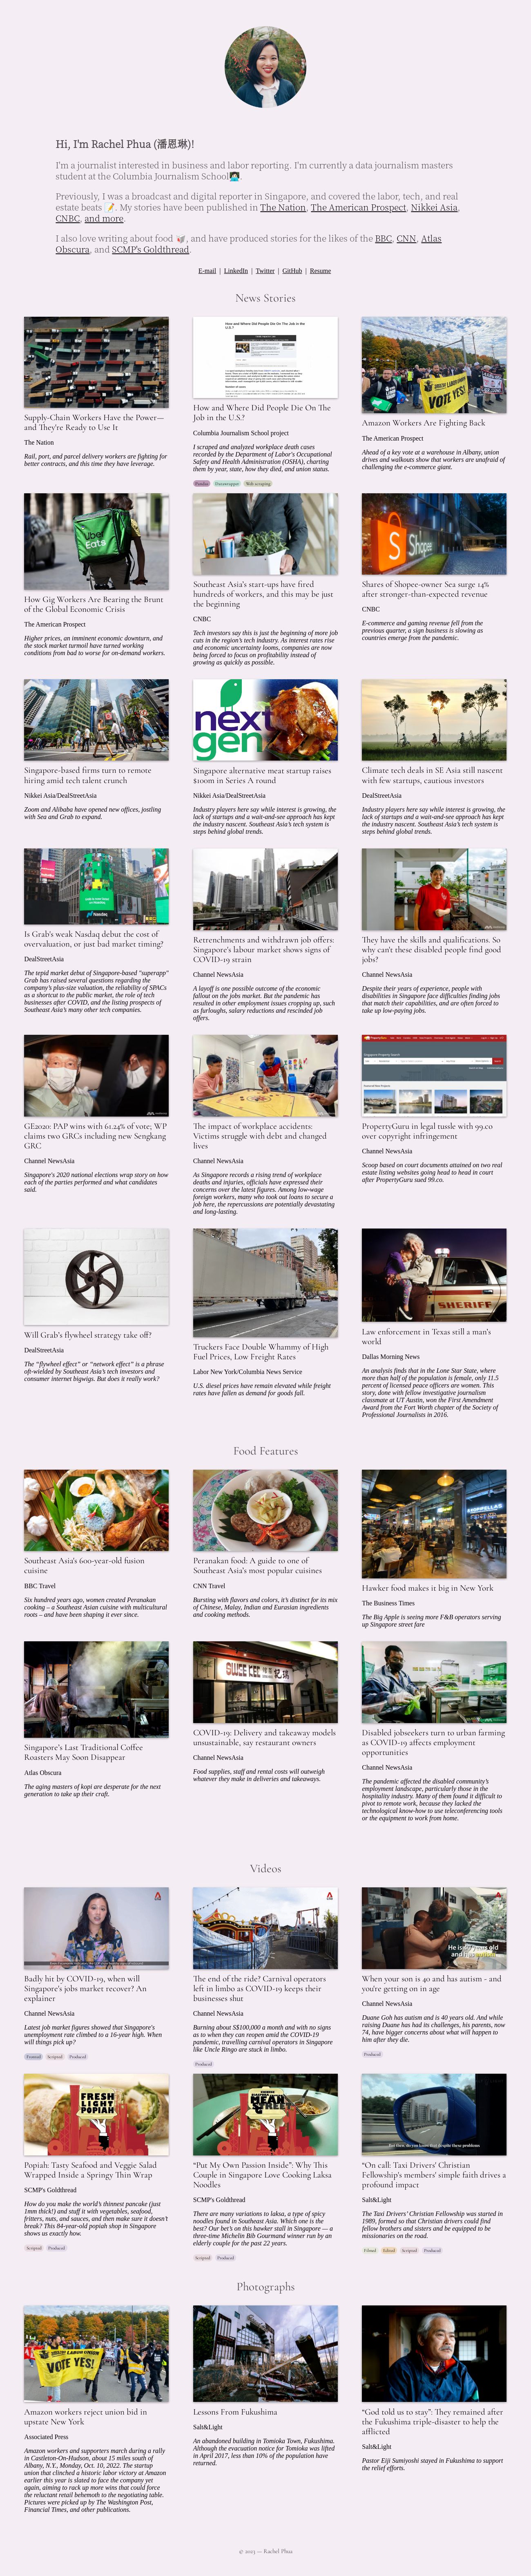 Hi, I'm Rachel Phua (潘恩琳)!
I'm a journalist interested in business and labor reporting. I'm currently a data journalism masters
student at the Columbia Journalism School👩🏻‍💻.
Previously, I was a broadcast and digital reporter in Singapore, and covered the labor, tech, and real
estate beats 📝. My stories have been published in The Nation, The American Prospect, Nikkei Asia,
CNBC, and more.
I also love writing about food 🥡, and have produced stories for the likes of the BBC, CNN, Atlas
Obscura, and SCMP's Goldthread.
E-mail | LinkedIn | Twitter | GitHub | Resume
News Stories
Supply-Chain Workers Have the Power—
and They're Ready to Use It
The Nation
Rail, port, and parcel delivery workers are fighting for
better contracts, and this time they have leverage.
How and Where Did People Die On The Job in the
U.S.?
How and Where Did People Die On The
Job in the U.S.?
Columbia Journalism School project
I scraped and analyzed workplace death cases
recorded by the Department of Labor's Occupational
Safety and Health Administration (OSHA), charting
them by year, state, how they died, and union status.
Pandas Datawrapper Web scraping
VOTE YES!
Amazon Workers Are Fighting Back
The American Prospect
Ahead of a key vote at a warehouse in Albany, union
drives and walkouts show that workers are unafraid of
challenging the e-commerce giant.
Uber
Eats
How Gig Workers Are Bearing the Brunt
of the Global Economic Crisis
The American Prospect
Higher prices, an imminent economic downturn, and
the stock market turmoil have turned working
conditions from bad to worse for on-demand workers.
Southeast Asia's start-ups have fired
hundreds of workers, and this may be just
the beginning
CNBC
Tech investors say this is just the beginning of more job
cuts in the region's tech industry. As interest rates rise
and economic uncertainty looms, companies are now
being forced to focus on profitability instead of
growing as quickly as possible.
Shopee
Shares of Shopee-owner Sea surge 14%
after stronger-than-expected revenue
CNBC
E-commerce and gaming revenue fell from the
previous quarter, a sign business is slowing as
countries emerge from the pandemic.
Singapore-based firms turn to remote
hiring amid tech talent crunch
Nikkei Asia/DealStreetAsia
Zoom and Alibaba have opened new offices, jostling
with Sea and Grab to expand.
next
gen
Singapore alternative meat startup raises
$100m in Series A round
Nikkei Asia/DealStreetAsia
Industry players here say while interest is growing, the
lack of startups and a wait-and-see approach has kept
the industry nascent. Southeast Asia's tech system is
steps behind global trends.
Climate tech deals in SE Asia still nascent
with few startups, cautious investors
DealStreetAsia
Industry players here say while interest is growing, the
lack of startups and a wait-and-see approach has kept
the industry nascent. Southeast Asia's tech system is
steps behind global trends.
Nasdaq
Is Grab's weak Nasdaq debut the cost of
overvaluation, or just bad market timing?
DealStreetAsia
The tepid market debut of Singapore-based "superapp"
Grab has raised several questions regarding the
company's plus-size valuation, the reliability of SPACs
as a shortcut to the public market, the role of tech
businesses after COVID, and the listing prospects of
Southeast Asia's many other tech companies.
Retrenchments and withdrawn job offers:
Singapore's labour market shows signs of
COVID-19 strain
Channel NewsAsia
A layoff is one possible outcome of the economic
fallout on the jobs market. But the pandemic has
resulted in other employment issues cropping up, such
as furloughs, salary reductions and rescinded job
offers.
They have the skills and qualifications. So
why can't these disabled people find good
jobs?
Channel NewsAsia
Despite their years of experience, people with
disabilities in Singapore face difficulties finding jobs
that match their capabilities, and are often forced to
take up low-paying jobs.
GE2020: PAP wins with 61.24% of vote; WP
claims two GRCs including new Sengkang
GRC
Channel NewsAsia
Singapore's 2020 national elections wrap story on how
each of the parties performed and what candidates
said.
The impact of workplace accidents:
Victims struggle with debt and changed
lives
Channel NewsAsia
As Singapore records a rising trend of workplace
deaths and injuries, officials have expressed their
concerns over the latest figures. Among low-wage
foreign workers, many who took out loans to secure a
job here, the repercussions are potentially devastating
and long-lasting.
PropertyGuru in legal tussle with 99.co
over copyright infringement
Channel NewsAsia
Scoop based on court documents attained on two real
estate listing websites going head to head in court
after PropertyGuru sued 99.co.
Will Grab's flywheel strategy take off?
DealStreetAsia
The "flywheel effect" or "network effect" is a phrase
oft-wielded by Southeast Asia's tech investors and
consumer internet bigwigs. But does it really work?
Truckers Face Double Whammy of High
Fuel Prices, Low Freight Rates
Labor New York/Columbia News Service
U.S. diesel prices have remain elevated while freight
rates have fallen as demand for goods fall.
SHERIFF
Law enforcement in Texas still a man's
world
Dallas Morning News
An analysis finds that in the Lone Star State, where
more than half of the population is female, only 11.5
percent of licensed peace officers are women. This
story, done with fellow investigative journalism
classmate at UT Austin, won the First Amendment
Award from the Fort Worth chapter of the Society of
Professional Journalists in 2016.
Food Features
Southeast Asia's 600-year-old fusion
cuisine
BBC Travel
Six hundred years ago, women created Peranakan
cooking – a Southeast Asian cuisine with multicultural
roots – and have been shaping it ever since.
Peranakan food: A guide to one of
Southeast Asia's most popular cuisines
CNN Travel
Bursting with flavors and colors, it's distinct for its mix
of Chinese, Malay, Indian and Eurasian ingredients
and cooking methods.
Hawker food makes it big in New York
The Business Times
The Big Apple is seeing more F&B operators serving
up Singapore street fare
Singapore's Last Traditional Coffee
Roasters May Soon Disappear
Atlas Obscura
The aging masters of kopi are desperate for the next
generation to take up their craft.
SWEE KEE
COVID-19: Delivery and takeaway models
unsustainable, say restaurant owners
Channel NewsAsia
Food supplies, staff and rental costs will outweigh
whatever they make in deliveries and takeaways.
Disabled jobseekers turn to urban farming
as COVID-19 affects employment
opportunities
Channel NewsAsia
The pandemic affected the disabled community's
employment landscape, particularly those in the
hospitality industry. Many of them found it difficult to
pivot to remote work, because they lacked the
technological know-how to use teleconferencing tools
or the equipment to work from home.
Videos
Badly hit by COVID-19, when will
Singapore's jobs market recover? An
explainer
Channel NewsAsia
Latest job market figures showed that Singapore's
unemployment rate climbed to a 16-year high. When
will things pick up?
Scripted Produced
The end of the ride? Carnival operators
left in limbo as COVID-19 keeps their
businesses shut
Channel NewsAsia
Burning about S$100,000 a month and with no signs
as to when they can reopen amid the COVID-19
pandemic, travelling carnival operators in Singapore
like Uncle Ringo are stuck in limbo.
Produced
When your son is 40 and has autism - and
you're getting on in age
Channel NewsAsia
Duane Goh has autism and is 40 years old. And while
raising Duane has had its challenges, his parents, now
74, have bigger concerns about what will happen to
him after they die.
Produced
FRESH
LIGHT
POPIAH
Popiah: Tasty Seafood and Veggie Salad
Wrapped Inside a Springy Thin Wrap
SCMP's Goldthread
How do you make the world's thinnest pancake (just
1mm thick!) and stuff it with vegetables, seafood,
fritters, nuts, and sauces, and then make sure it doesn't
break? This 84-year-old popiah shop in Singapore
shows us exactly how.
Scripted Produced
"Put My Own Passion Inside": Why This
Couple in Singapore Love Cooking Laksa
Noodles
SCMP's Goldthread
There are many variations to laksa, a type of spicy
noodles found in Southeast Asia. Which one is the
best? Our bet's on this hawker stall in Singapore — a
three-time Michelin Bib Gourmand winner run by an
elderly couple for the past 22 years.
Scripted Produced
"On call: Taxi Drivers' Christian
Fellowship's members' simple faith drives a
profound impact
Salt&Light
The Taxi Drivers' Christian Fellowship was started in
1989, formed so that Christian drivers could find
fellow brothers and sisters and be equipped to be
missionaries on the road.
Filmed Edited Scripted Produced
Photographs
VOTE YES!
Amazon workers reject union bid in
upstate New York
Associated Press
Amazon workers and supporters march during a rally
in Castleton-On-Hudson, about 15 miles south of
Albany, N.Y., Monday, Oct. 10, 2022. The startup
union that clinched a historic labor victory at Amazon
earlier this year is slated to face the company yet
again, aiming to rack up more wins that could force
the reluctant retail behemoth to the negotiating table.
Pictures were picked up by The Washington Post,
Financial Times, and other publications.
Lessons From Fukushima
Salt&Light
An abandoned building in Tomioka Town, Fukushima.
Although the evacuation notice for Tomioka was lifted
in April 2017, less than 10% of the population have
returned.
"God told us to stay": They remained after
the Fukushima triple-disaster to help the
afflicted
Salt&Light
Pastor Eiji Sumiyoshi stayed in Fukushima to support
the relief efforts.
© 2023 — Rachel Phua